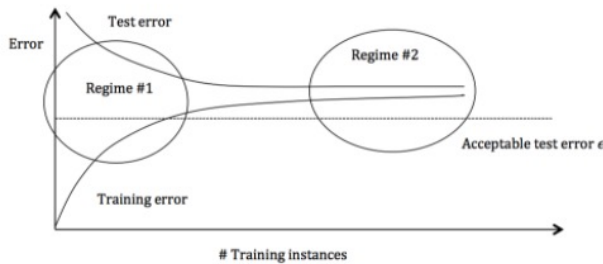 Test error
Error
Regime #1
Regime #2
Acceptable test error e
Training error
# Training instances